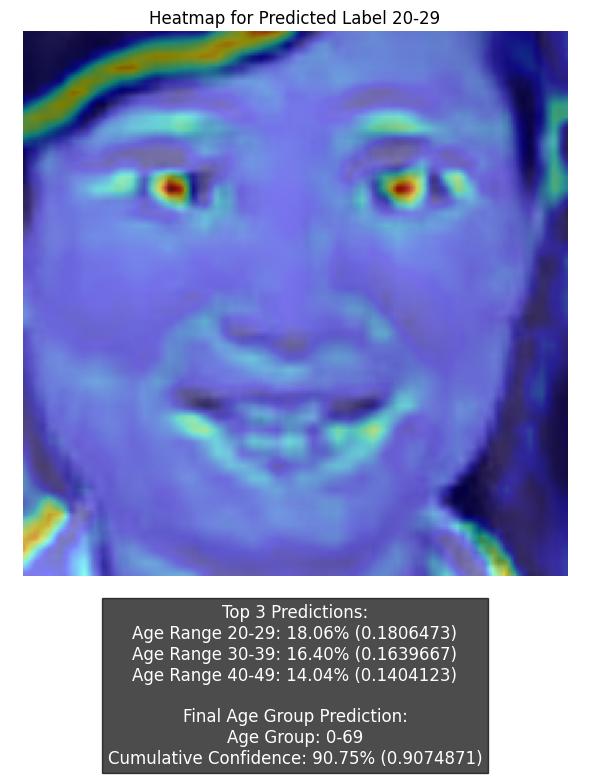 Heatmap for Predicted Label 20-29
Top 3 Predictions:
Age Range 20-29: 18.06% (0.1806473)
Age Range 30-39: 16.40% (0.1639667)
Age Range 40-49: 14.04% (0.1404123)
Final Age Group Prediction:
Age Group: 0-69
Cumulative Confidence: 90.75% (0.9074871)